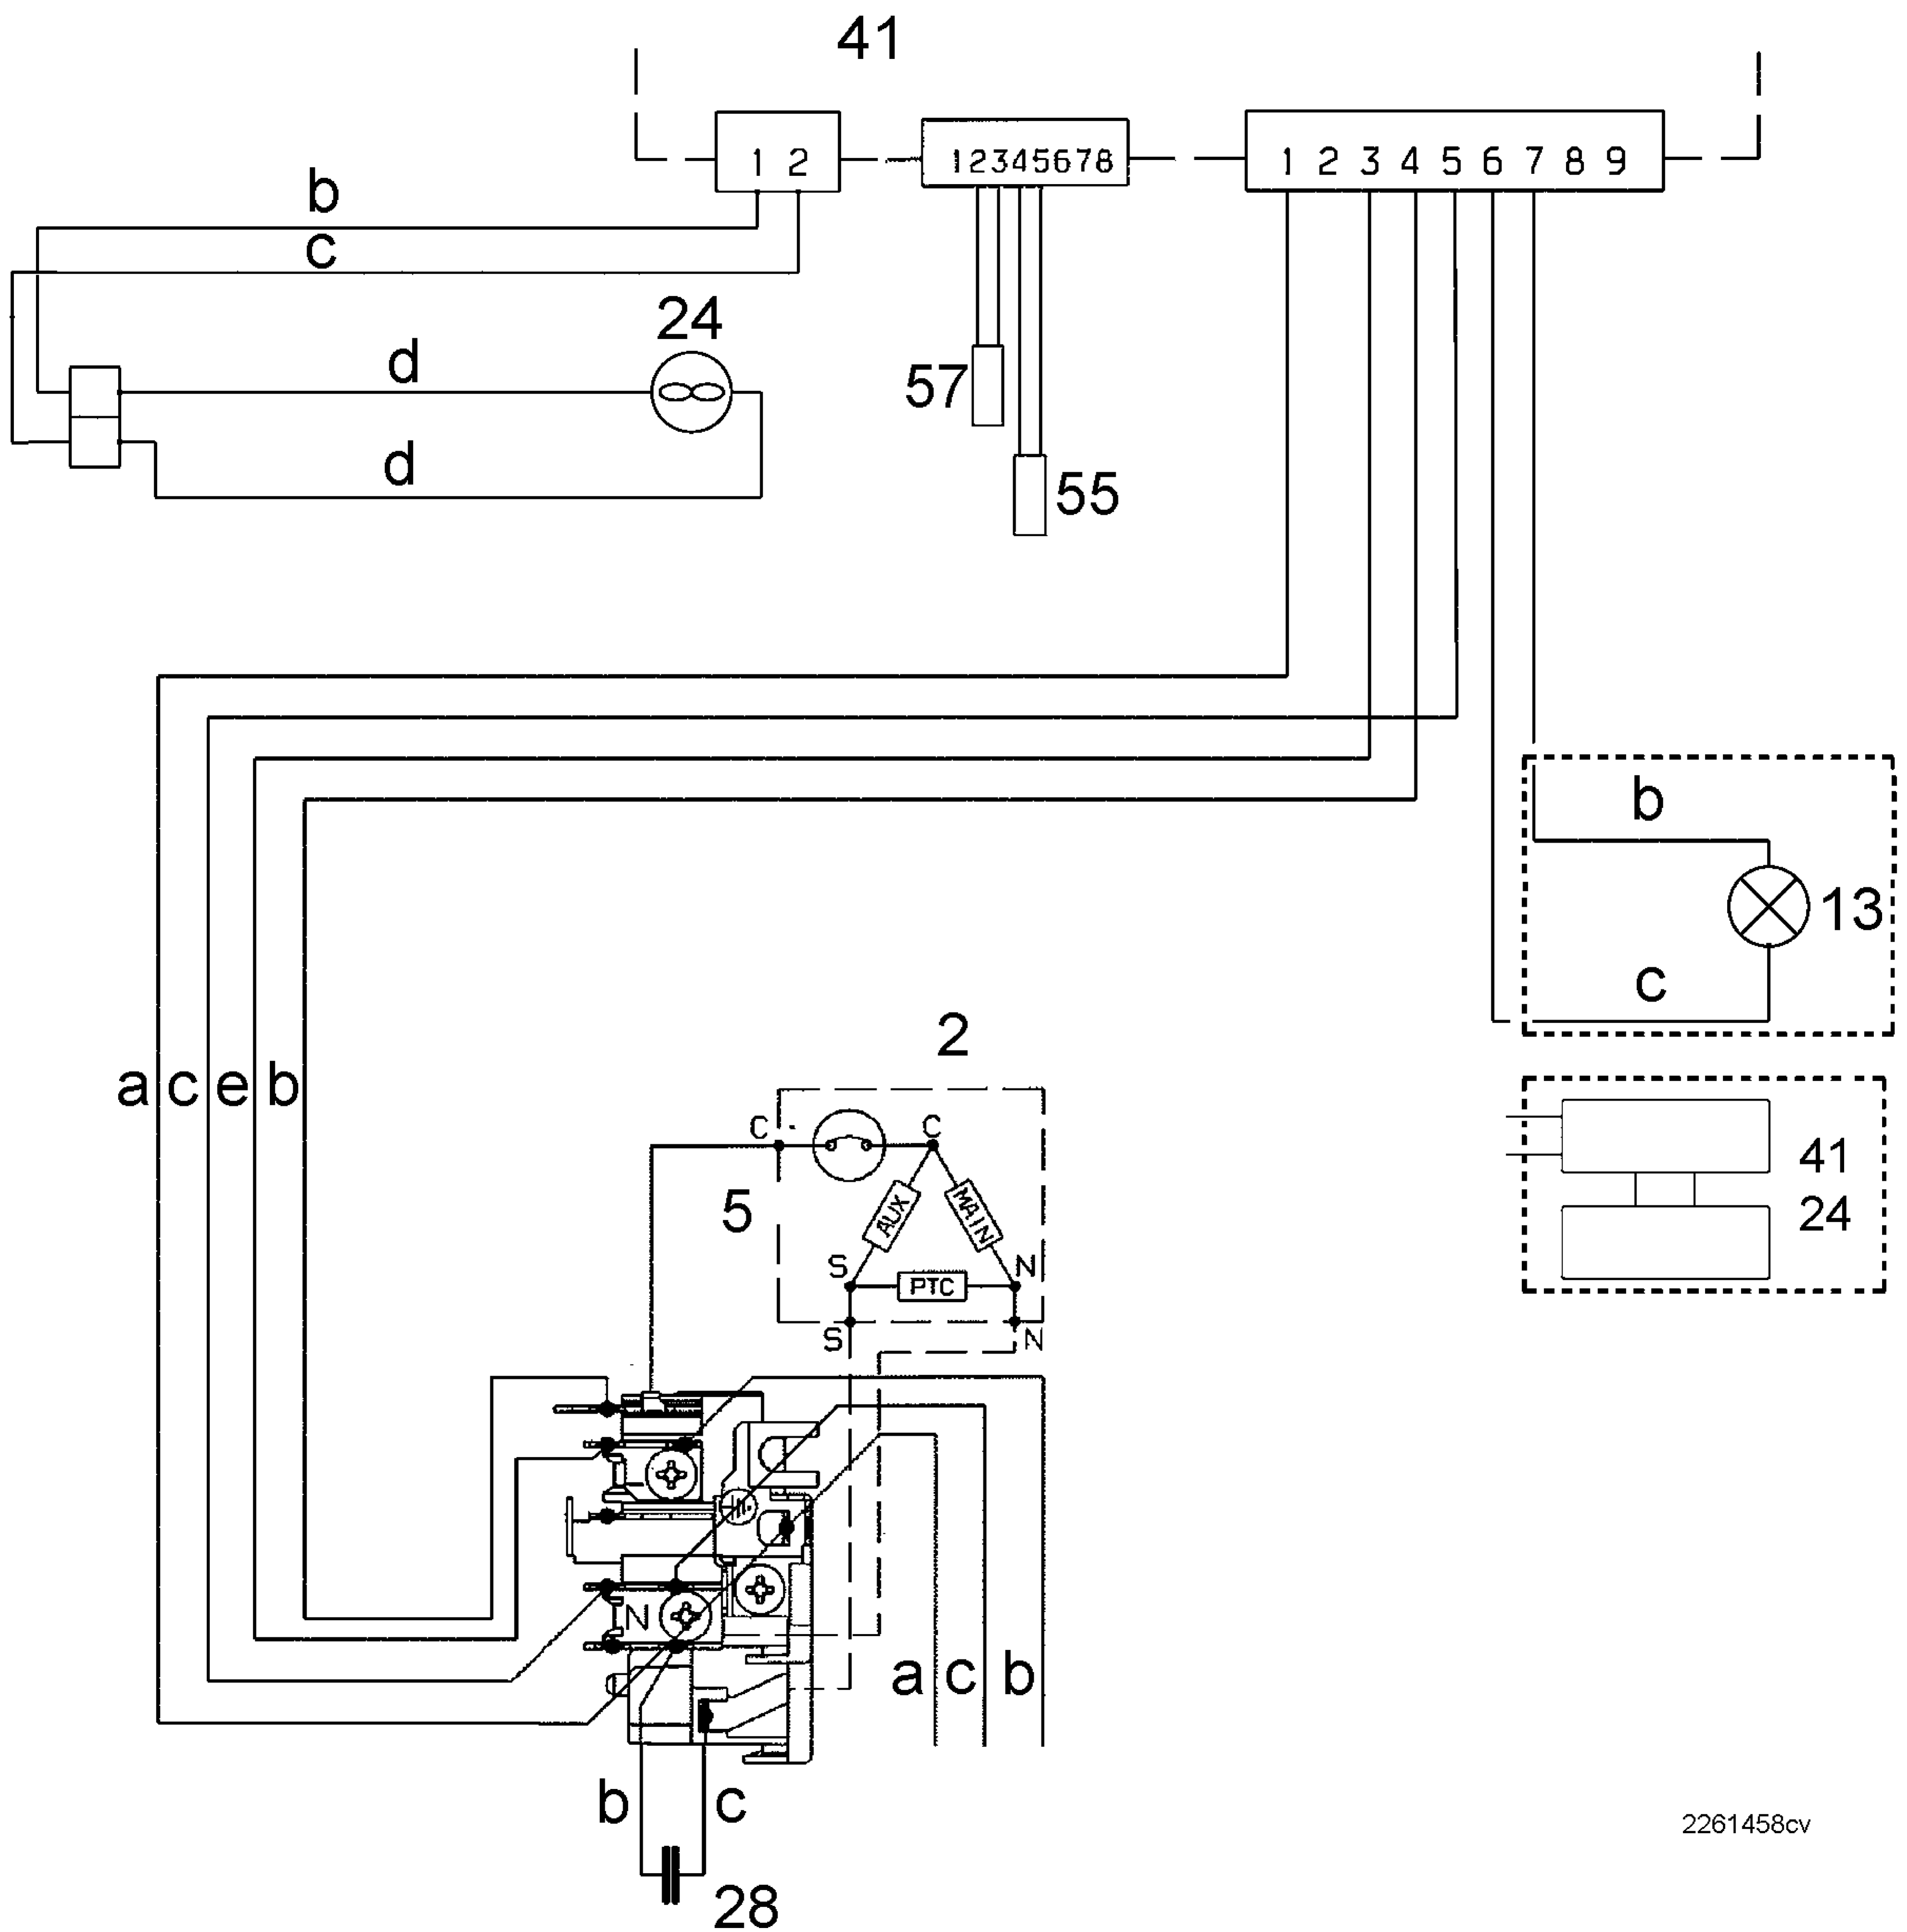 41
1 2
12345678
1 2 3 4 5 6 7 8 9
b
c
24
d
57
d
55
b
13
c
2
a c e b
C C
41
5
AUX MAIN
24
S N
PTC
S N
N
a c b
b c
2261458cv
28